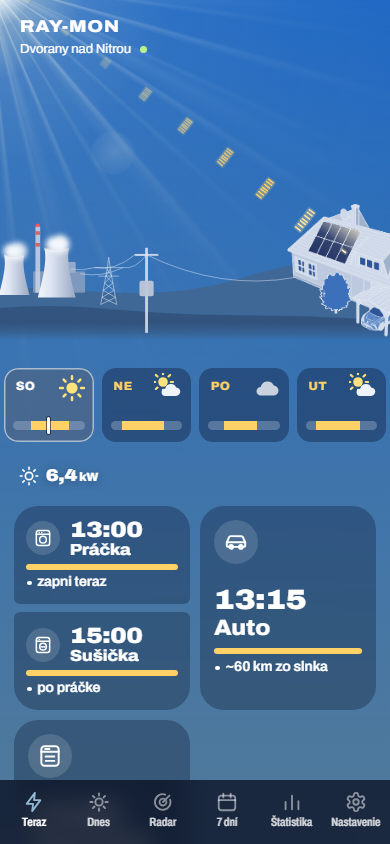 RAY-MON
Dvorany nad Nitrou
SO
NE
PO
UT
6,4 kW
13:00
Práčka
• zapni teraz
13:15
Auto
• ~60 km zo slnka
15:00
Sušička
• po práčke
Teraz
Dnes
Radar
7 dní
Štatistika
Nastavenie